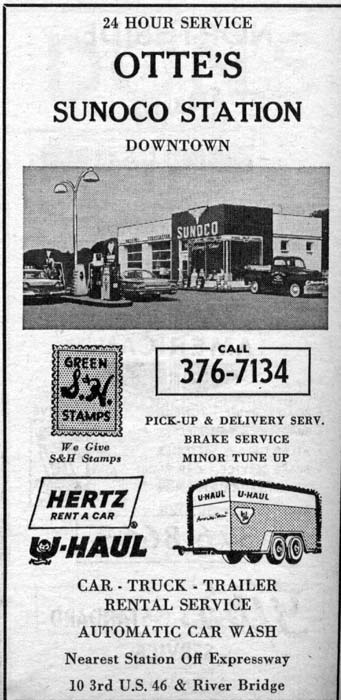 24 HOUR SERVICE
OTTE'S
SUNOCO STATION
DOWNTOWN
SUNOCO
GREEN
S&H.
STAMPS
We Give
S&H Stamps
CALL
376-7134
PICK-UP & DELIVERY SERV.
BRAKE SERVICE
MINOR TUNE UP
HERTZ
RENT A CAR
®
U-HAUL
U-HAUL U-HAUL
CAR - TRUCK - TRAILER
RENTAL SERVICE
AUTOMATIC CAR WASH
Nearest Station Off Expressway
10 3rd U.S. 46 & River Bridge